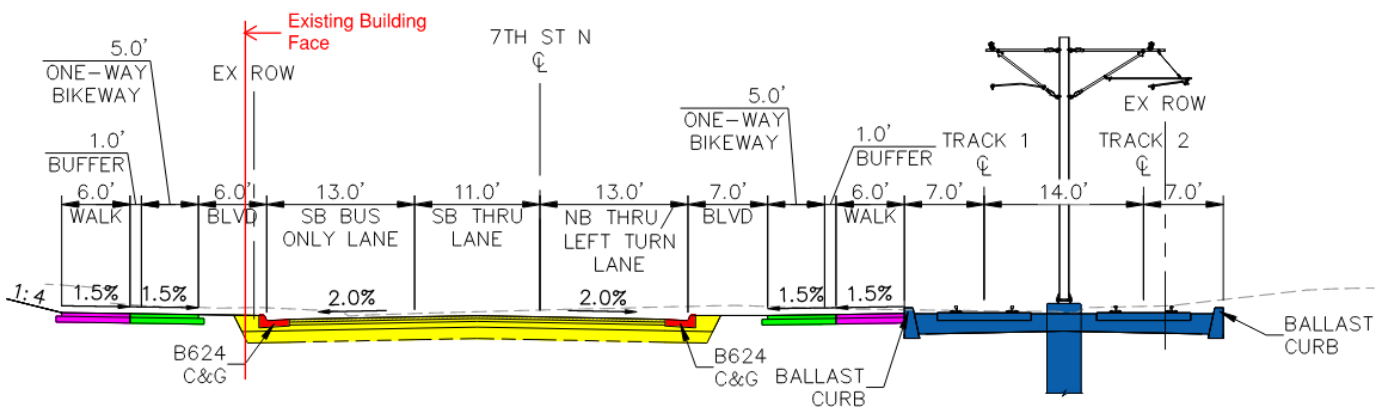 Existing Building
Face
5.0'
ONE-WAY
BIKEWAY
EX ROW
7TH ST N
℄
5.0'
ONE-WAY
BIKEWAY
EX ROW
1.0'
BUFFER
1.0'
BUFFER
TRACK 1
℄
TRACK 2
℄
6.0'
WALK
6.0'
BLVD
13.0'
SB BUS
ONLY LANE
11.0'
SB THRU
LANE
13.0'
NB THRU/
LEFT TURN
LANE
7.0'
BLVD
6.0'
WALK
7.0'
14.0'
7.0'
1:4
1.5%
1.5%
2.0%
2.0%
1.5%
1.5%
B624
C&G
B624
C&G
BALLAST
CURB
BALLAST
CURB